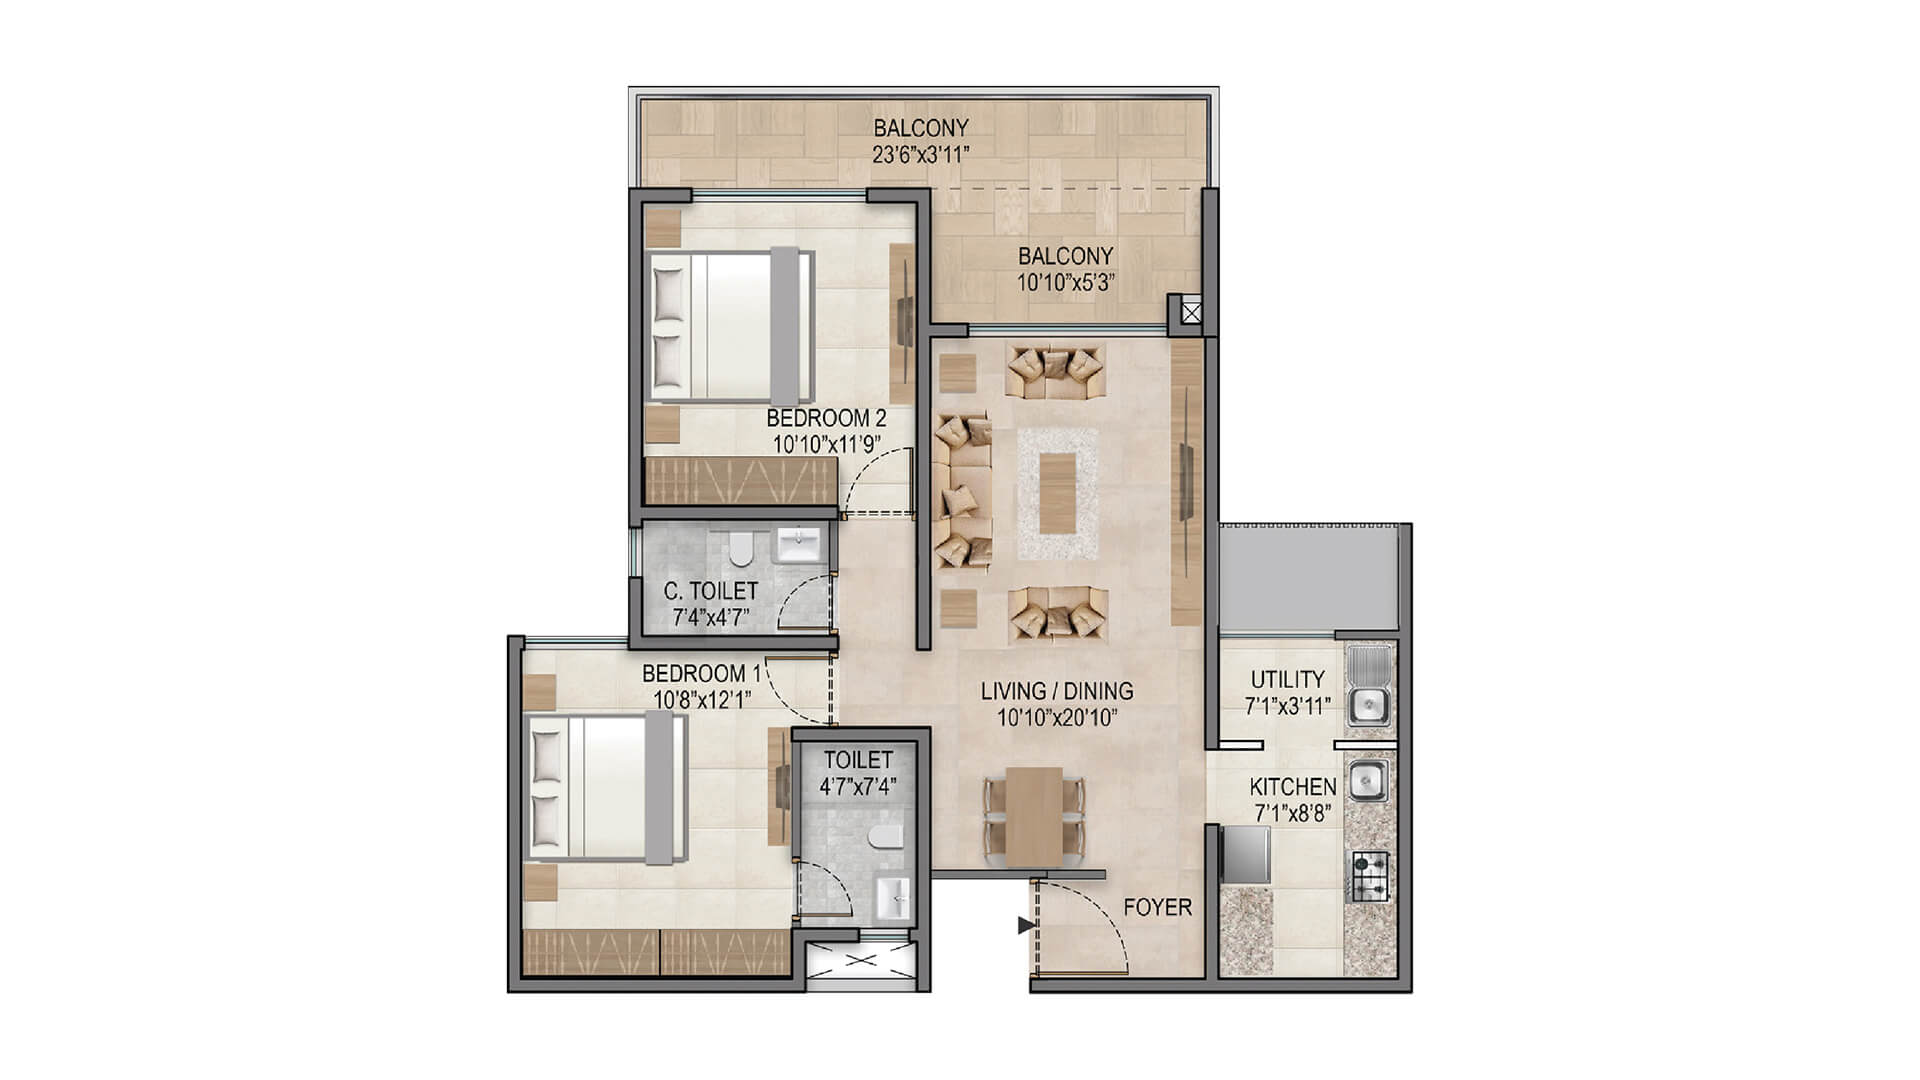 BALCONY
23'6”x3'11”
BALCONY
10'10”x5'3”
BEDROOM 2
10'10”x11'9”
C. TOILET
7'4”x4'7”
BEDROOM 1
10'8”x12'1”
LIVING / DINING
10'10”x20'10”
UTILITY
7'1”x3'11”
TOILET
4'7”x7'4”
KITCHEN
7'1”x8'8”
FOYER